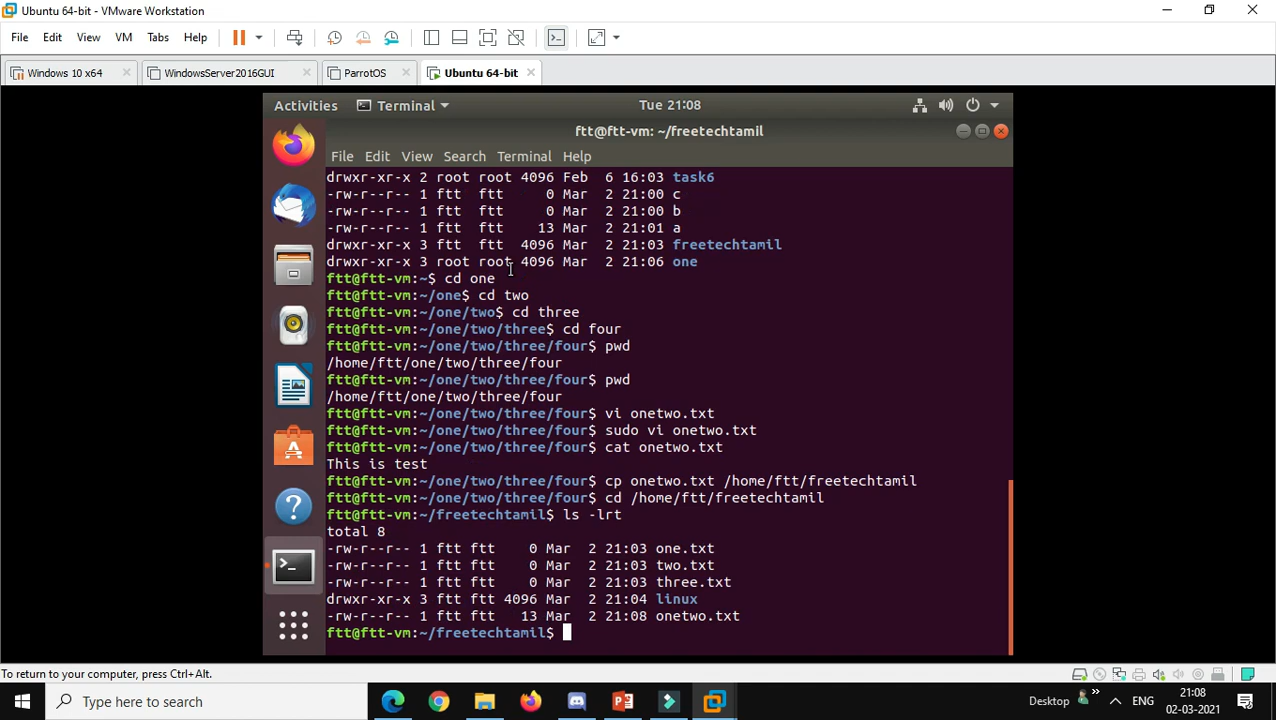 Ubuntu 64-bit - VMware Workstation
File Edit View VM Tabs Help
Windows 10 x64 WindowsServer2016GUI ParrotOS Ubuntu 64-bit
Activities Terminal Tue 21:08
ftt@ftt-vm: ~/freetechtamil
File Edit View Search Terminal Help
drwxr-xr-x 2 root root 4096 Feb  6 16:03 task6
-rw-r--r-- 1 ftt  ftt     0 Mar  2 21:00 c
-rw-r--r-- 1 ftt  ftt     0 Mar  2 21:00 b
-rw-r--r-- 1 ftt  ftt    13 Mar  2 21:01 a
drwxr-xr-x 3 ftt  ftt  4096 Mar  2 21:03 freetechtamil
drwxr-xr-x 3 root root 4096 Mar  2 21:06 one
ftt@ftt-vm:~$ cd one
ftt@ftt-vm:~/one$ cd two
ftt@ftt-vm:~/one/two$ cd three
ftt@ftt-vm:~/one/two/three$ cd four
ftt@ftt-vm:~/one/two/three/four$ pwd
/home/ftt/one/two/three/four
ftt@ftt-vm:~/one/two/three/four$ pwd
/home/ftt/one/two/three/four
ftt@ftt-vm:~/one/two/three/four$ vi onetwo.txt
ftt@ftt-vm:~/one/two/three/four$ sudo vi onetwo.txt
ftt@ftt-vm:~/one/two/three/four$ cat onetwo.txt
This is test
ftt@ftt-vm:~/one/two/three/four$ cp onetwo.txt /home/ftt/freetechtamil
ftt@ftt-vm:~/one/two/three/four$ cd /home/ftt/freetechtamil
ftt@ftt-vm:~/freetechtamil$ ls -lrt
total 8
-rw-r--r-- 1 ftt ftt    0 Mar  2 21:03 one.txt
-rw-r--r-- 1 ftt ftt    0 Mar  2 21:03 two.txt
-rw-r--r-- 1 ftt ftt    0 Mar  2 21:03 three.txt
drwxr-xr-x 3 ftt ftt 4096 Mar  2 21:04 linux
-rw-r--r-- 1 ftt ftt   13 Mar  2 21:08 onetwo.txt
ftt@ftt-vm:~/freetechtamil$
To return to your computer, press Ctrl+Alt.
Type here to search Desktop ENG 21:08
02-03-2021